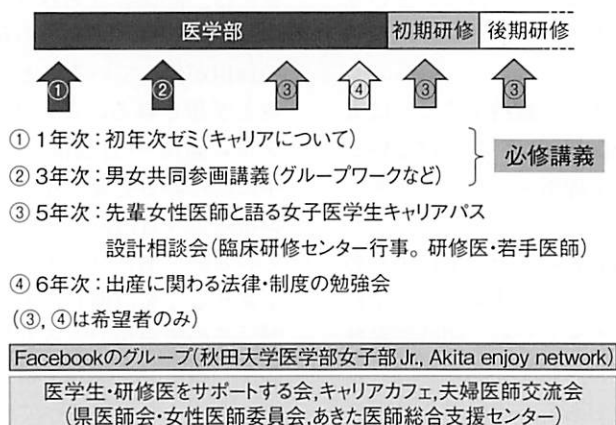 医学部 初期研修 後期研修
① ② ③ ④ ③ ③
① 1年次:初年次ゼミ(キャリアについて)
② 3年次:男女共同参画講義(グループワークなど)
必修講義
③ 5年次:先輩女性医師と語る女子医学生キャリアパス
設計相談会(臨床研修センター行事。研修医・若手医師)
④ 6年次:出産に関わる法律・制度の勉強会
(③, ④は希望者のみ)
Facebookのグループ(秋田大学医学部女子部Jr., Akita enjoy network)
医学生・研修医をサポートする会,キャリアカフェ,夫婦医師交流会
(県医師会・女性医師委員会,あきた医師総合支援センター)